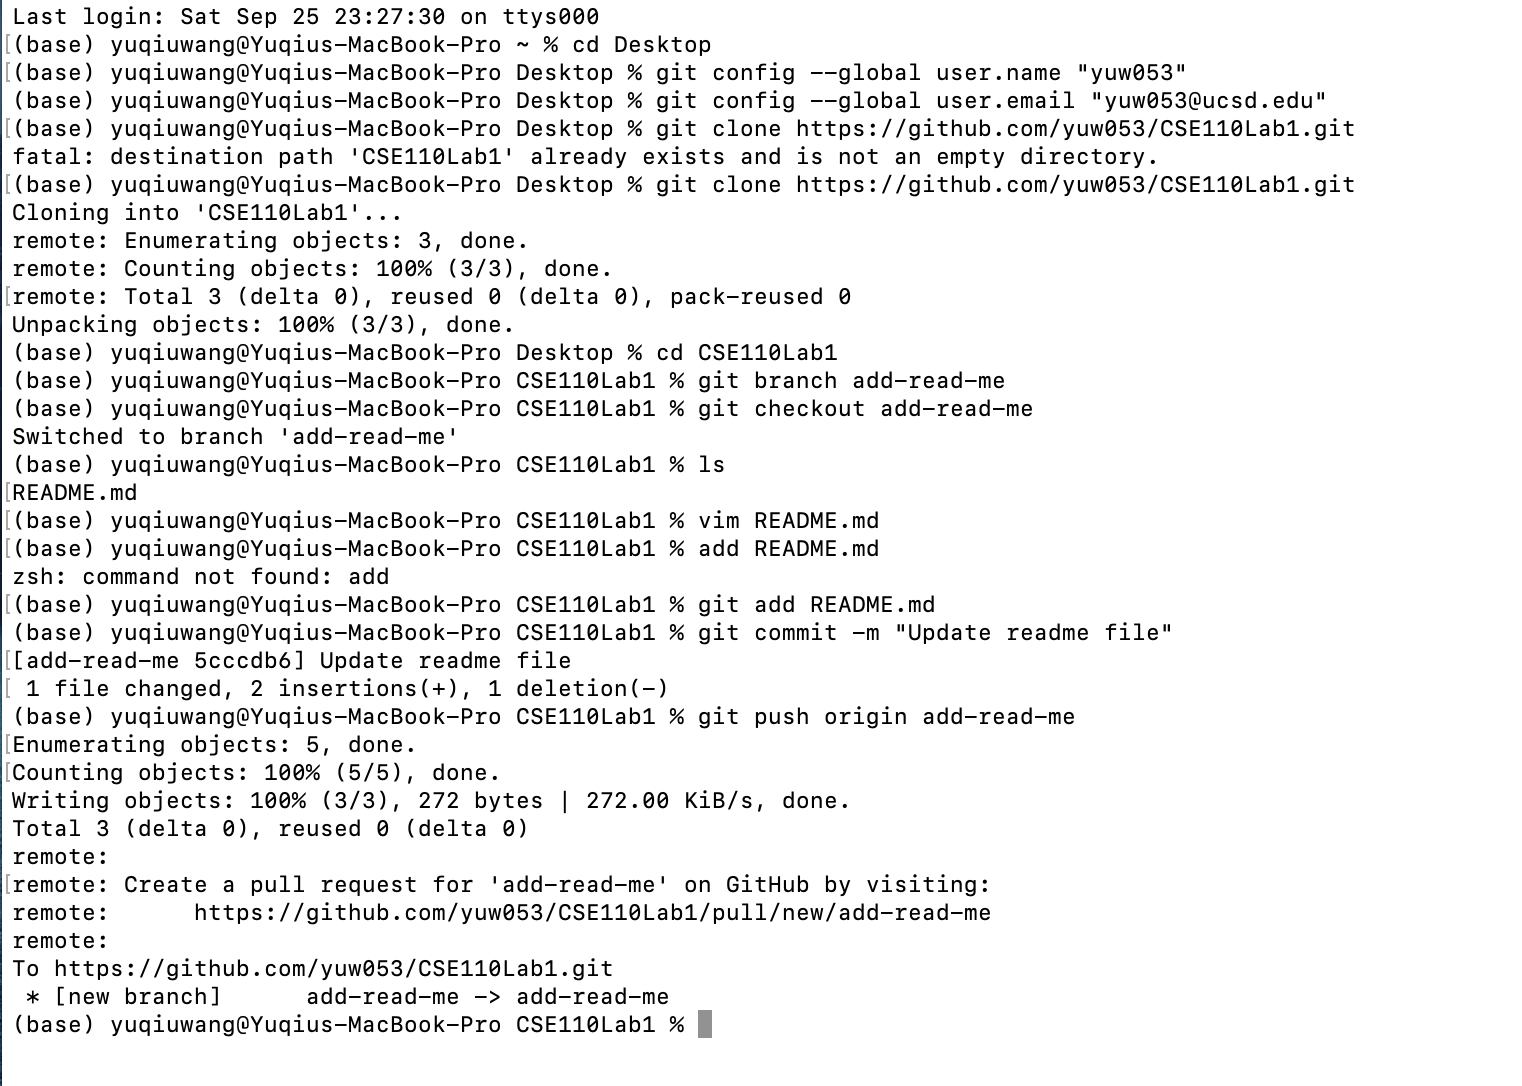 Last login: Sat Sep 25 23:27:30 on ttys000
[(base) yuqiuwang@Yuqius-MacBook-Pro ~ % cd Desktop
[(base) yuqiuwang@Yuqius-MacBook-Pro Desktop % git config --global user.name "yuw053"
(base) yuqiuwang@Yuqius-MacBook-Pro Desktop % git config --global user.email "yuw053@ucsd.edu"
[(base) yuqiuwang@Yuqius-MacBook-Pro Desktop % git clone https://github.com/yuw053/CSE110Lab1.git
fatal: destination path 'CSE110Lab1' already exists and is not an empty directory.
[(base) yuqiuwang@Yuqius-MacBook-Pro Desktop % git clone https://github.com/yuw053/CSE110Lab1.git
Cloning into 'CSE110Lab1'...
remote: Enumerating objects: 3, done.
remote: Counting objects: 100% (3/3), done.
[remote: Total 3 (delta 0), reused 0 (delta 0), pack-reused 0
Unpacking objects: 100% (3/3), done.
(base) yuqiuwang@Yuqius-MacBook-Pro Desktop % cd CSE110Lab1
(base) yuqiuwang@Yuqius-MacBook-Pro CSE110Lab1 % git branch add-read-me
(base) yuqiuwang@Yuqius-MacBook-Pro CSE110Lab1 % git checkout add-read-me
Switched to branch 'add-read-me'
(base) yuqiuwang@Yuqius-MacBook-Pro CSE110Lab1 % ls
[README.md
[(base) yuqiuwang@Yuqius-MacBook-Pro CSE110Lab1 % vim README.md
[(base) yuqiuwang@Yuqius-MacBook-Pro CSE110Lab1 % add README.md
zsh: command not found: add
[(base) yuqiuwang@Yuqius-MacBook-Pro CSE110Lab1 % git add README.md
(base) yuqiuwang@Yuqius-MacBook-Pro CSE110Lab1 % git commit -m "Update readme file"
[[add-read-me 5cccdb6] Update readme file
[ 1 file changed, 2 insertions(+), 1 deletion(-)
(base) yuqiuwang@Yuqius-MacBook-Pro CSE110Lab1 % git push origin add-read-me
[Enumerating objects: 5, done.
[Counting objects: 100% (5/5), done.
Writing objects: 100% (3/3), 272 bytes | 272.00 KiB/s, done.
Total 3 (delta 0), reused 0 (delta 0)
remote:
[remote: Create a pull request for 'add-read-me' on GitHub by visiting:
remote:      https://github.com/yuw053/CSE110Lab1/pull/new/add-read-me
remote:
To https://github.com/yuw053/CSE110Lab1.git
 * [new branch]      add-read-me -> add-read-me
(base) yuqiuwang@Yuqius-MacBook-Pro CSE110Lab1 %